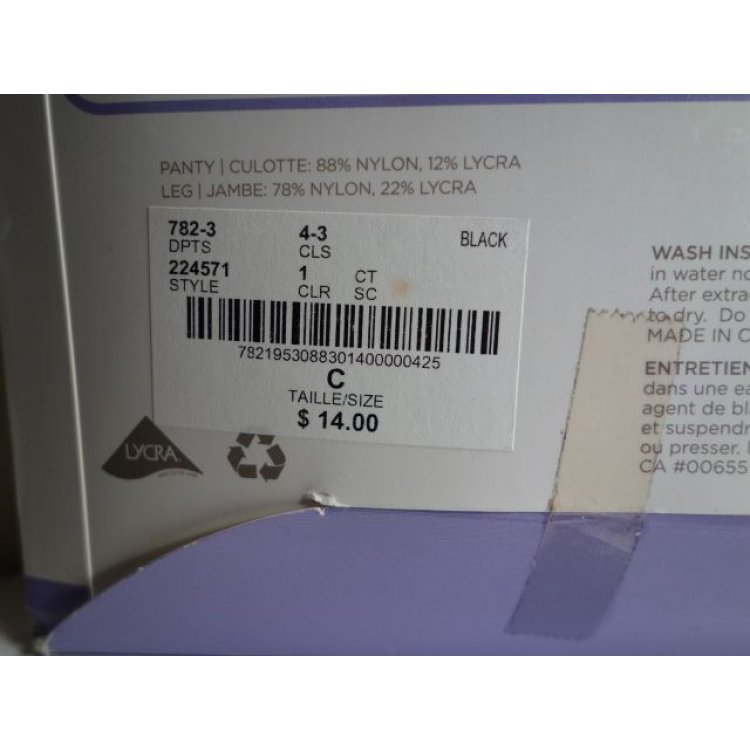 PANTY | CULOTTE: 88% NYLON, 12% LYCRA
LEG | JAMBE: 78% NYLON, 22% LYCRA
782-3 4-3 BLACK
DPTS CLS
224571 1 CT
STYLE CLR SC
7821953088301400000425
C
TAILLE/SIZE
$ 14.00
LYCRA
WASH INS
in water no
After extra
to dry. Do
MADE IN C
ENTRETIEN
dans une ea
agent de bl
et suspendr
ou presser.
CA #00655